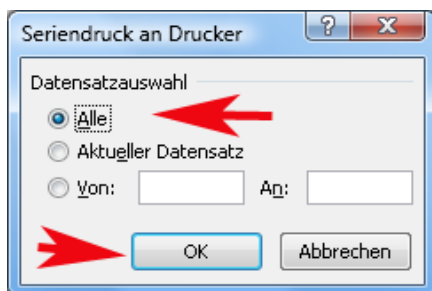 Seriendruck an Drucker
Datensatzauswahl
Alle
Aktueller Datensatz
Von: An:
OK Abbrechen